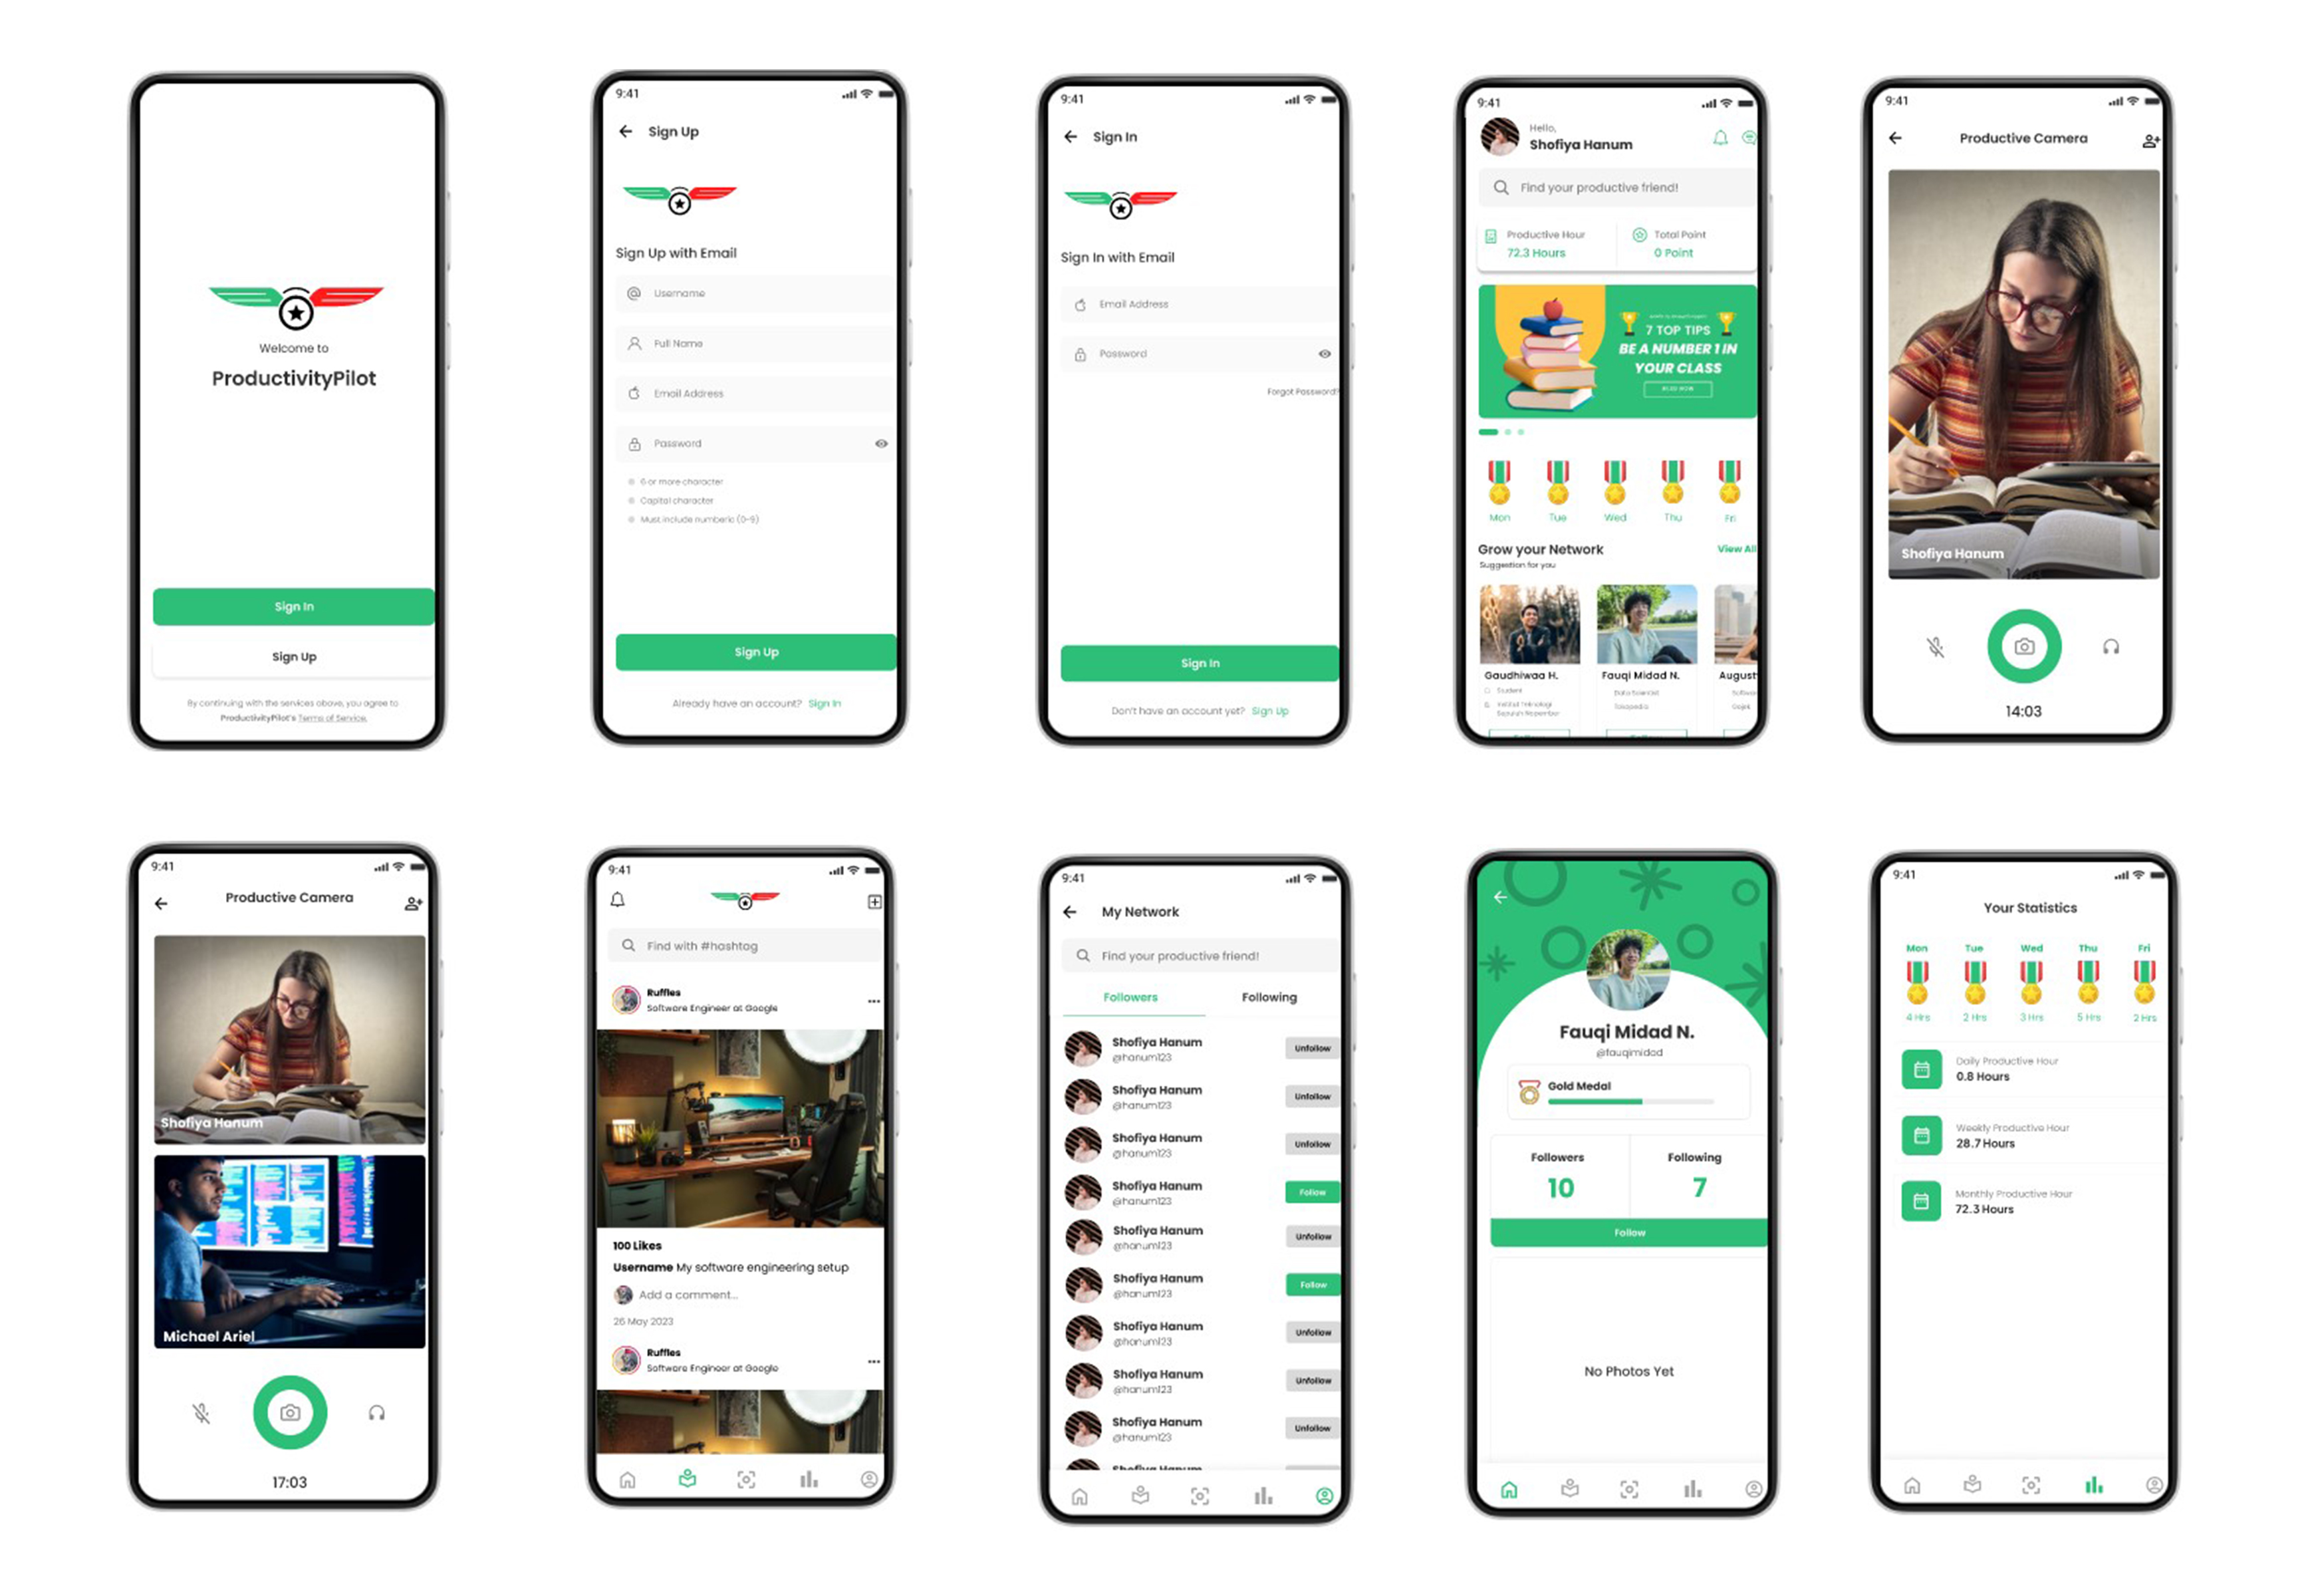 Welcome to
ProductivityPilot
Sign In
Sign Up
By continuing with the services above, you agree to
ProductivityPilot's Terms of Service.
9:41
Sign Up
Sign Up with Email
Username
Full Name
Email Address
Password
6 or more character
Capital character
Must include numberic (0-9)
Sign Up
Already have an account? Sign In
9:41
Sign In
Sign In with Email
Email Address
Password
Forgot Password?
Sign In
Don't have an account yet? Sign Up
9:41
Hello,
Shofiya Hanum
Find your productive friend!
Productive Hour
72.3 Hours
Total Point
0 Point
7 TOP TIPS
BE A NUMBER 1 IN
YOUR CLASS
READ NOW
Mon Tue Wed Thu Fri
Grow your Network
View All
Suggestion for you
Gaudhiwaa H.
Student
Institut Teknologi
Sepuluh Nopember
Fauqi Midad N.
Data Scientist
Tokopedia
August
Software
Gojek
9:41
Productive Camera
Shofiya Hanum
14:03
9:41
Productive Camera
Shofiya Hanum
Michael Ariel
17:03
9:41
Find with #hashtag
Ruffles
Software Engineer at Google
100 Likes
Username My software engineering setup
Add a comment...
26 May 2023
Ruffles
Software Engineer at Google
9:41
My Network
Find your productive friend!
Followers Following
Shofiya Hanum
@hanum123
Unfollow
Shofiya Hanum
@hanum123
Unfollow
Shofiya Hanum
@hanum123
Unfollow
Shofiya Hanum
@hanum123
Follow
Shofiya Hanum
@hanum123
Unfollow
Shofiya Hanum
@hanum123
Follow
Shofiya Hanum
@hanum123
Unfollow
Shofiya Hanum
@hanum123
Unfollow
Shofiya Hanum
@hanum123
Unfollow
Shofiya Hanum
Fauqi Midad N.
@fauqimidad
Gold Medal
Followers
10
Following
7
Follow
No Photos Yet
9:41
Your Statistics
Mon Tue Wed Thu Fri
4 Hrs 2 Hrs 3 Hrs 5 Hrs 2 Hrs
Daily Productive Hour
0.8 Hours
Weekly Productive Hour
28.7 Hours
Monthly Productive Hour
72.3 Hours